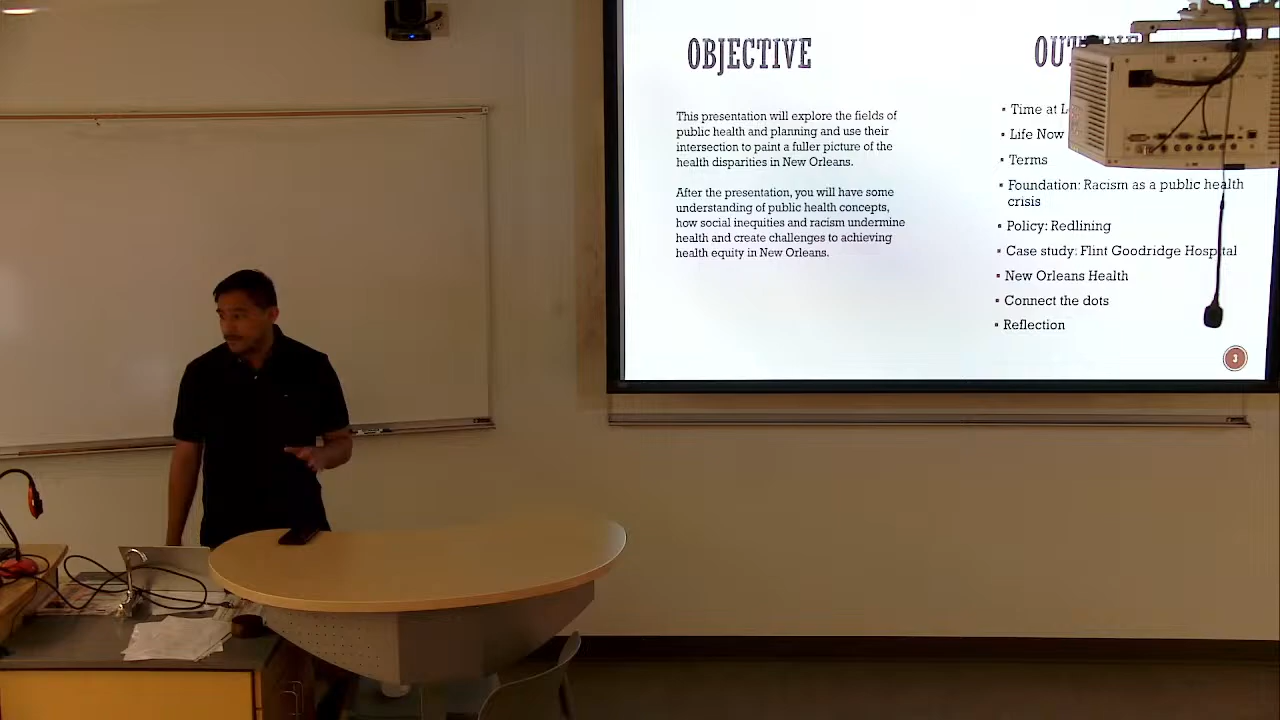 OBJECTIVE
This presentation will explore the fields of
public health and planning and use their
intersection to paint a fuller picture of the
health disparities in New Orleans.
After the presentation, you will have some
understanding of public health concepts,
how social inequities and racism undermine
health and create challenges to achieving
health equity in New Orleans.
▪ Time at
▪ Life Now
▪ Terms
▪ Foundation: Racism as a public health
crisis
▪ Policy: Redlining
▪ Case study: Flint Goodridge Hospital
▪ New Orleans Health
▪ Connect the dots
▪ Reflection
3